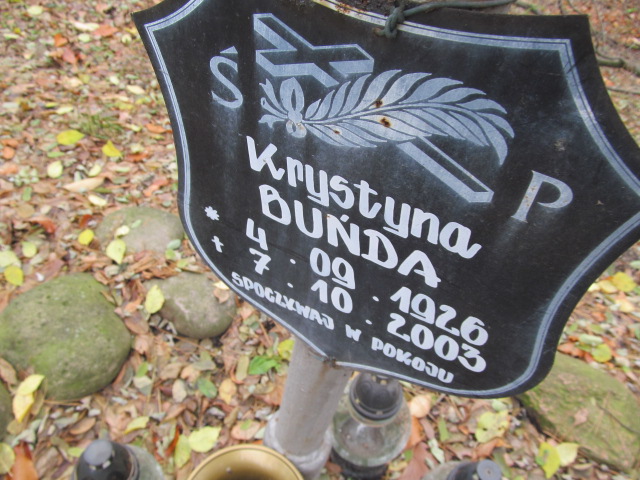 Ś P
Krystyna
BUŃDA
* 4 · 09 · 1926
† 7 · 10 · 2003
SPOCZYWAJ W POKOJU